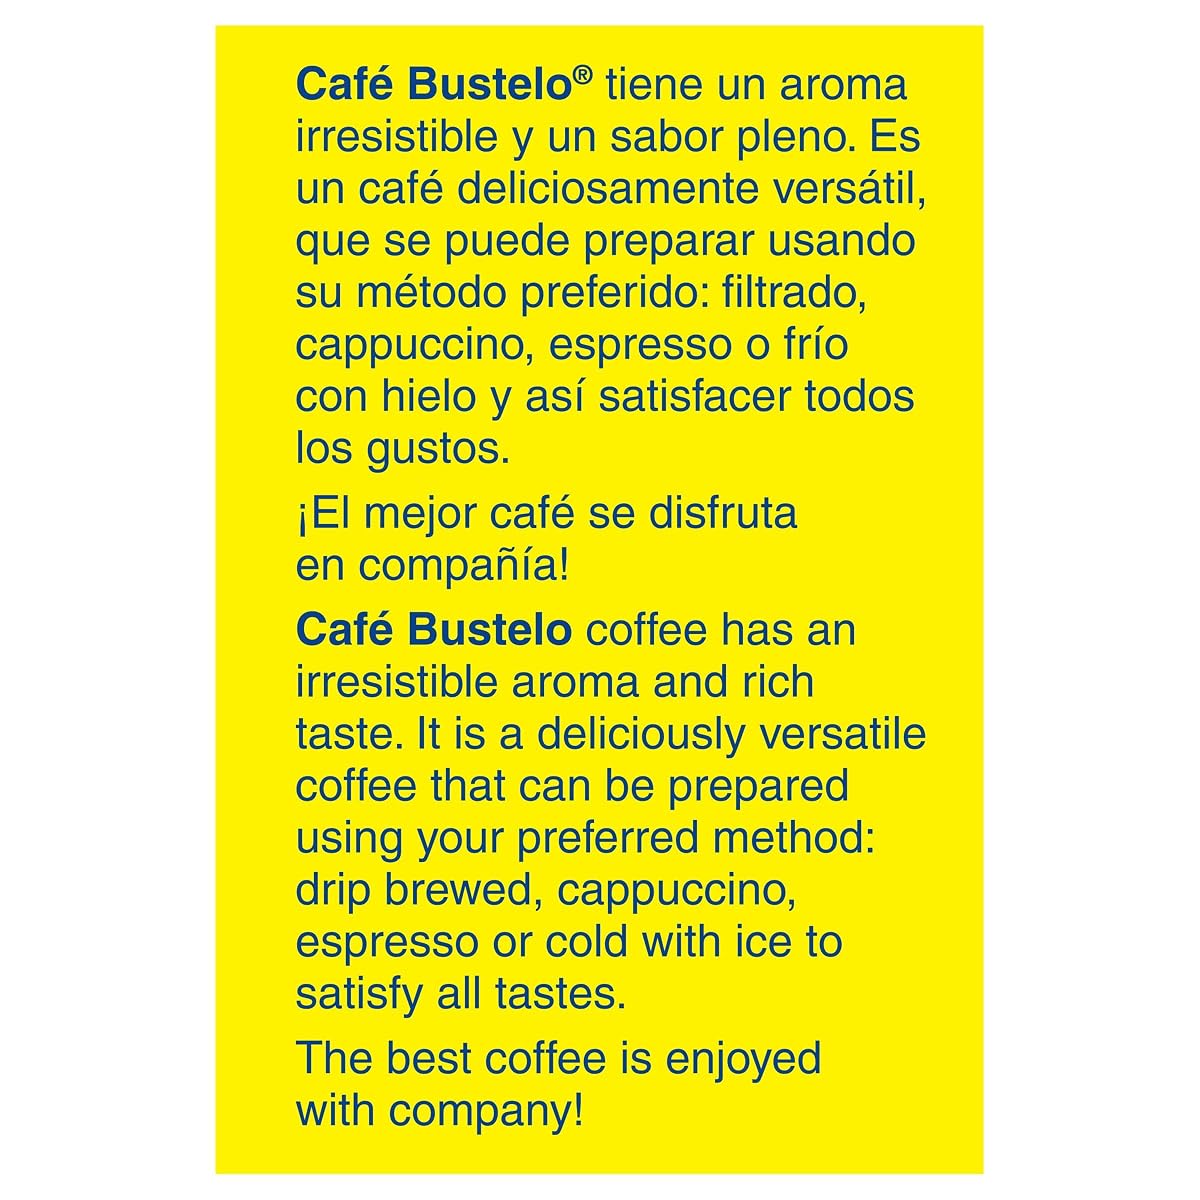 Café Bustelo® tiene un aroma
irresistible y un sabor pleno. Es
un café deliciosamente versátil,
que se puede preparar usando
su método preferido: filtrado,
cappuccino, espresso o frío
con hielo y así satisfacer todos
los gustos.
¡El mejor café se disfruta
en compañía!
Café Bustelo coffee has an
irresistible aroma and rich
taste. It is a deliciously versatile
coffee that can be prepared
using your preferred method:
drip brewed, cappuccino,
espresso or cold with ice to
satisfy all tastes.
The best coffee is enjoyed
with company!